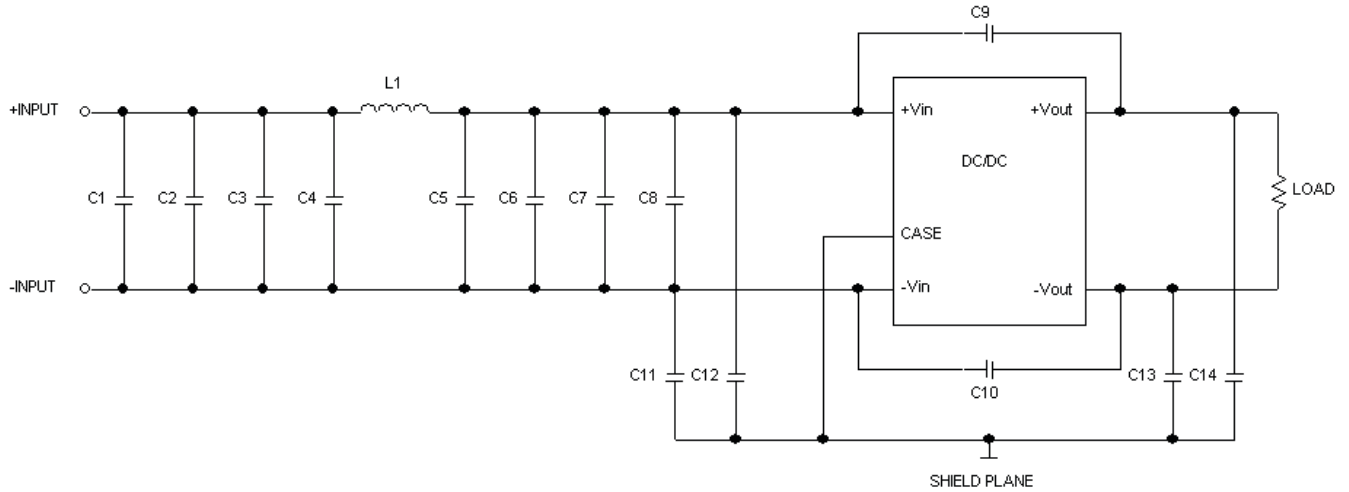 C9
L1
+INPUT
+Vin
+Vout
DC/DC
C1
C2
C3
C4
C5
C6
C7
C8
LOAD
CASE
-INPUT
-Vin
-Vout
C11
C12
C10
C13
C14
SHIELD PLANE